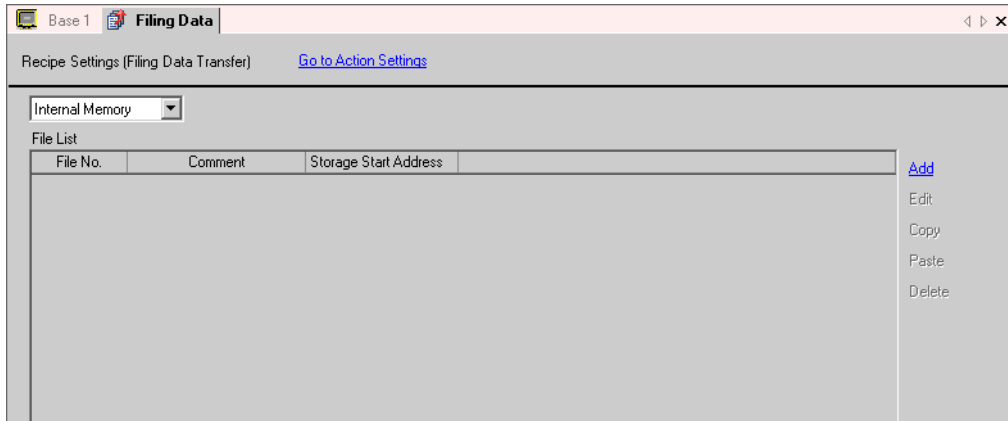 Base 1 Filing Data
Recipe Settings (Filing Data Transfer) Go to Action Settings
Internal Memory
File List
File No. Comment Storage Start Address
Add
Edit
Copy
Paste
Delete